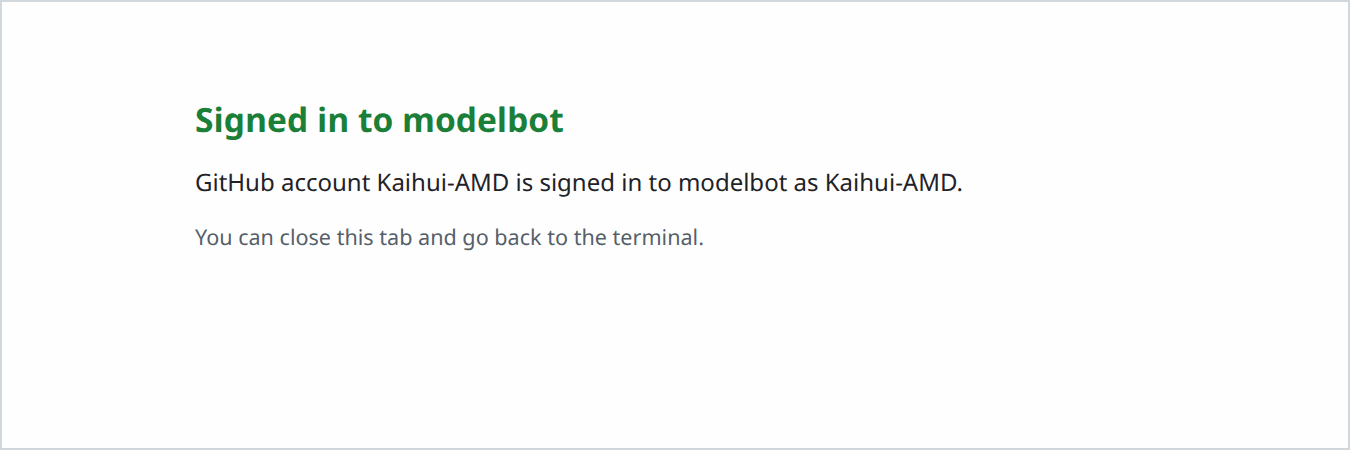 Signed in to modelbot
GitHub account Kaihui-AMD is signed in to modelbot as Kaihui-AMD.
You can close this tab and go back to the terminal.